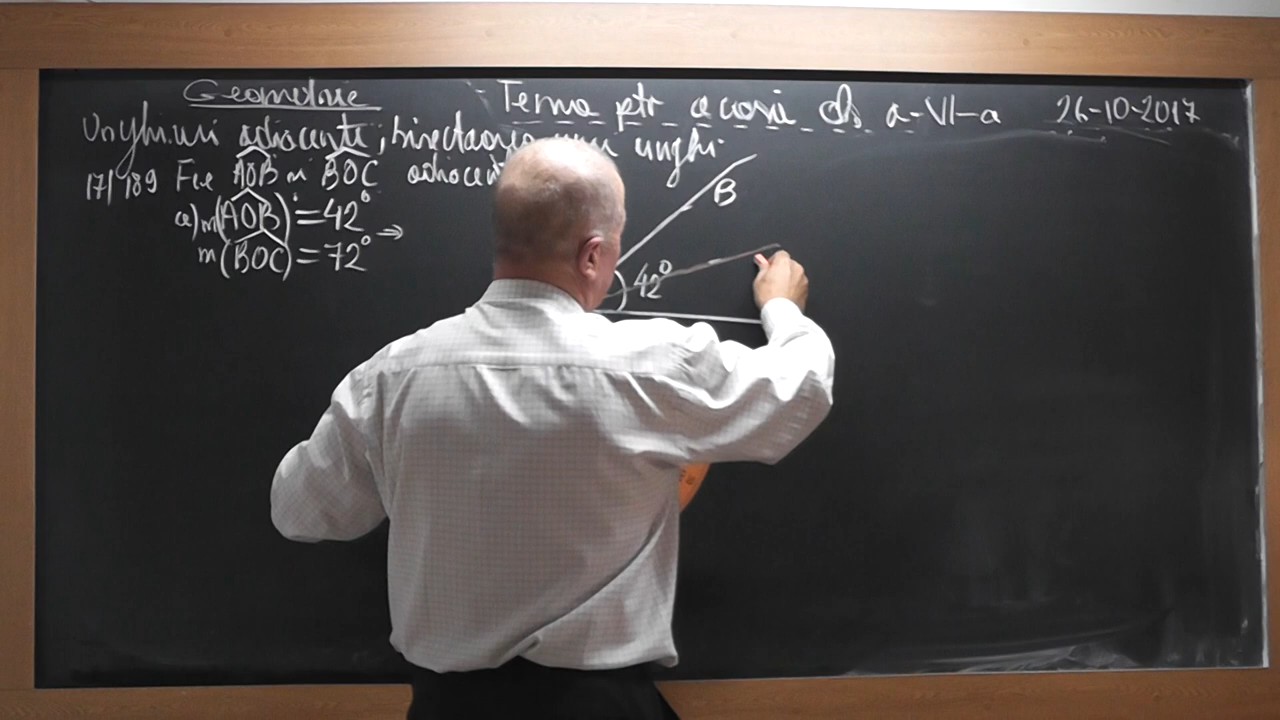 Geometrie
Tema ptr acasă cls a-VI-a 26-10-2017
Unghiuri adiacente, bisectoarea unui unghi
17/189 Fie AOB și BOC adiacent
a) m(AOB) = 42°
m(BOC) = 72° ⇒
B
42°